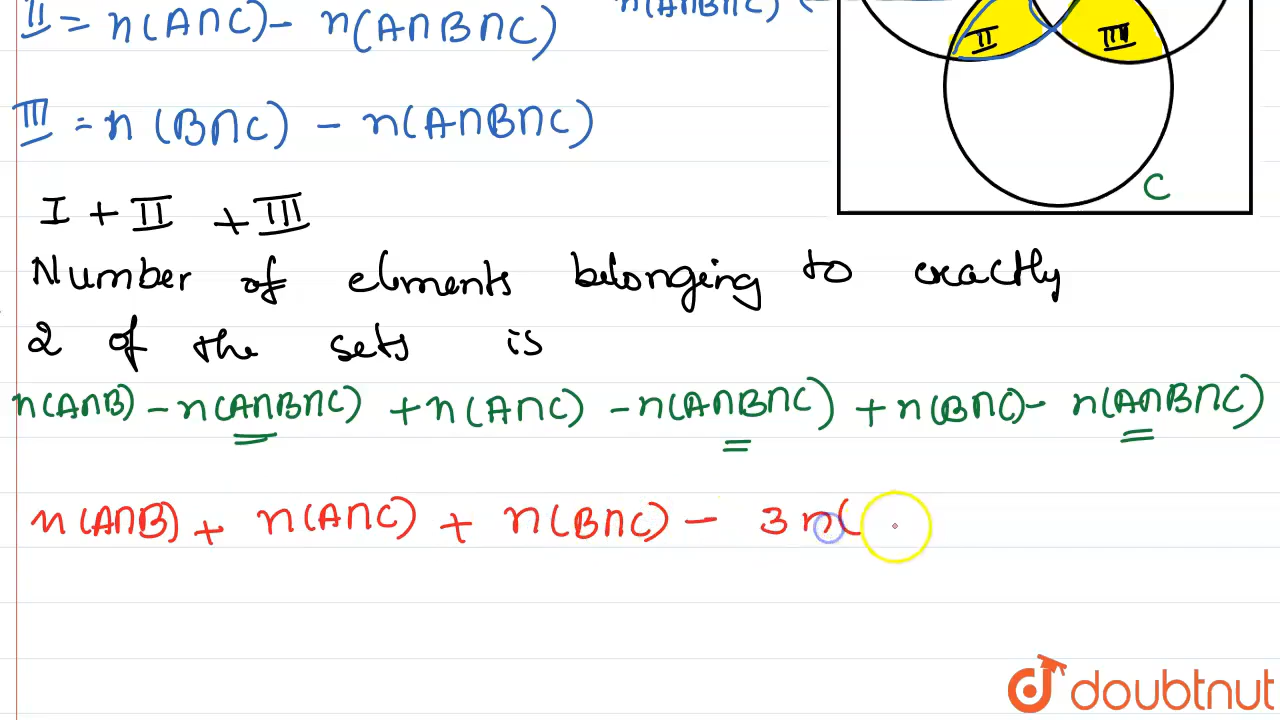 II = n(A∩C) - n(A∩B∩C)
n(A∩B∩C)
II
III
III = n(B∩C) - n(A∩B∩C)
C
I + II + III
Number of elments belonging to exactly
2 of the sets is
n(A∩B) - n(A∩B∩C) + n(A∩C) - n(A∩B∩C) + n(B∩C) - n(A∩B∩C)
n(A∩B) + n(A∩C) + n(B∩C) - 3n(
doubtnut